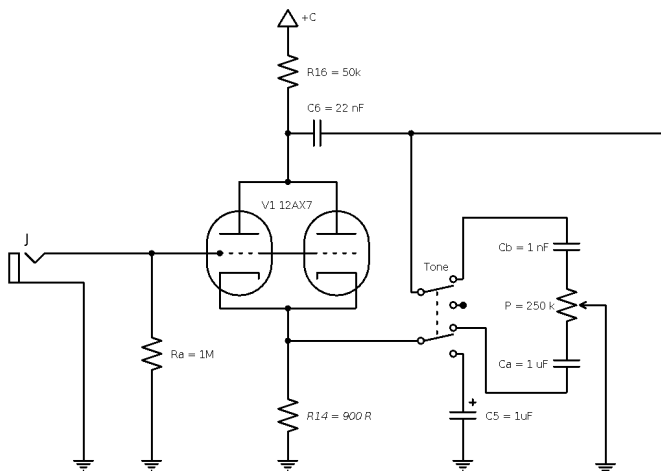 +C
R16 = 50k
C6 = 22 nF
V1 12AX7
J
Tone
Cb = 1 nF
P = 250 k
Ra = 1M
Ca = 1 uF
R14 = 900 R
+
C5 = 1uF